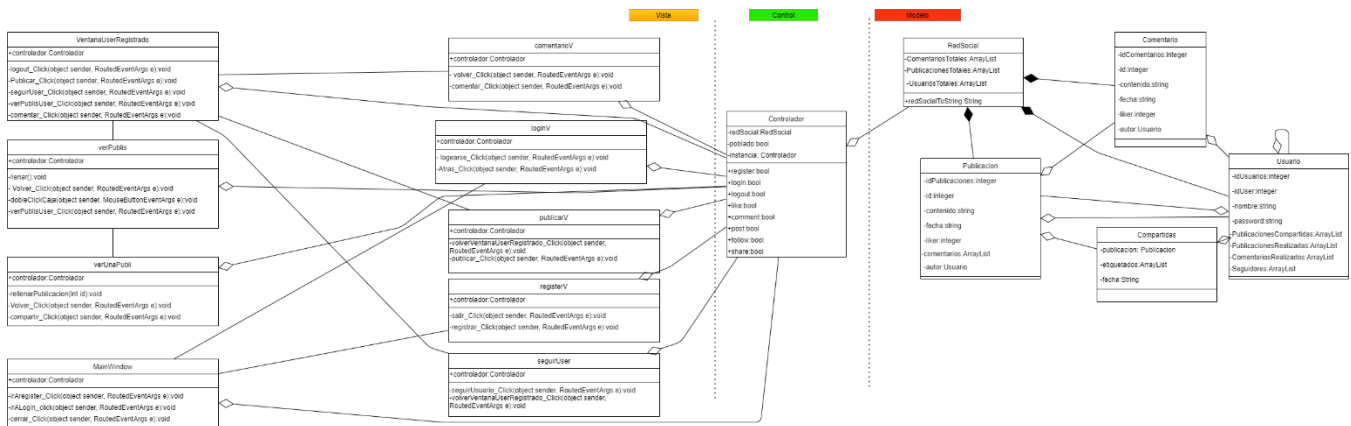 Vista
Control
Modelo
VentanaUserRegistrado
+controlador:Controlador
-logout_Click(object sender, RoutedEventArgs e):void
-Publicar_Click(object sender, RoutedEventArgs e):void
-seguirUser_Click(object sender, RoutedEventArgs e):void
-verPublisUser_Click(object sender, RoutedEventArgs e):void
-comentar_Click(object sender, RoutedEventArgs e):void
verPublis
+controlador:Controlador
-llenar():void
- Volver_Click(object sender, RoutedEventArgs e):void
-dobleClickCaja(object sender, MouseButtonEventArgs e):void
-verPublisUser_Click(object sender, RoutedEventArgs e):void
verUnaPubli
+controlador:Controlador
-rellenarPublicacion(int id):void
-Volver_Click(object sender, RoutedEventArgs e):void
-compartir_Click(object sender, RoutedEventArgs e):void
MainWindow
+controlador:Controlador
-irAregister_Click(object sender, RoutedEventArgs e):void
-irALogin_click(object sender, RoutedEventArgs e):void
-cerrar_Click(object sender, RoutedEventArgs e):void
comentarioV
+controlador:Controlador
- volver_Click(object sender, RoutedEventArgs e):void
- comentar_Click(object sender, RoutedEventArgs e):void
loginV
+controlador:Controlador
- logearse_Click(object sender, RoutedEventArgs e):void
-Atras_Click(object sender, RoutedEventArgs e):void
publicarV
+controlador:Controlador
-volverVentanaUserRegistrado_Click(object sender,
RoutedEventArgs e):void
-publicar_Click(object sender, RoutedEventArgs e):void
registerV
+controlador:Controlador
-salir_Click(object sender, RoutedEventArgs e):void
-registrar_Click(object sender, RoutedEventArgs e):void
seguirUser
+controlador:Controlador
-seguirUsuario_Click(object sender, RoutedEventArgs e):void
-volverVentanaUserRegistrado_Click(object sender,
RoutedEventArgs e):void
Controlador
-redSocial:RedSocial
-poblado:bool
-instancia: Controlador
+register:bool
+login:bool
+logout:bool
+like:bool
+comment:bool
+post:bool
+follow:bool
+share:bool
RedSocial
-ComentariosTotales:ArrayList
-PublicacionesTotales:ArrayList
-UsuariosTotales:ArrayList
+redSocialToString:String
Comentario
-idComentarios:Integer
-id:integer
-contenido:string
-fecha:string
-liker:integer
-autor:Usuario
Publicacion
-idPublicaciones:integer
-id:integer
-contenido:string
-fecha:string
-liker:integer
-comentarios:ArrayList
-autor:Usuario
Compartidas
-publicacion: Publicacion
-etiquetados:ArrayList
-fecha:String
Usuario
-idUsuarios:Integer
-idUser:Integer
-nombre:string
-password:string
-PublicacionesCompartidas:ArrayList
-PublicacionesRealizadas:ArrayList
-ComentariosRealizados:ArrayList
-Seguidores:ArrayList